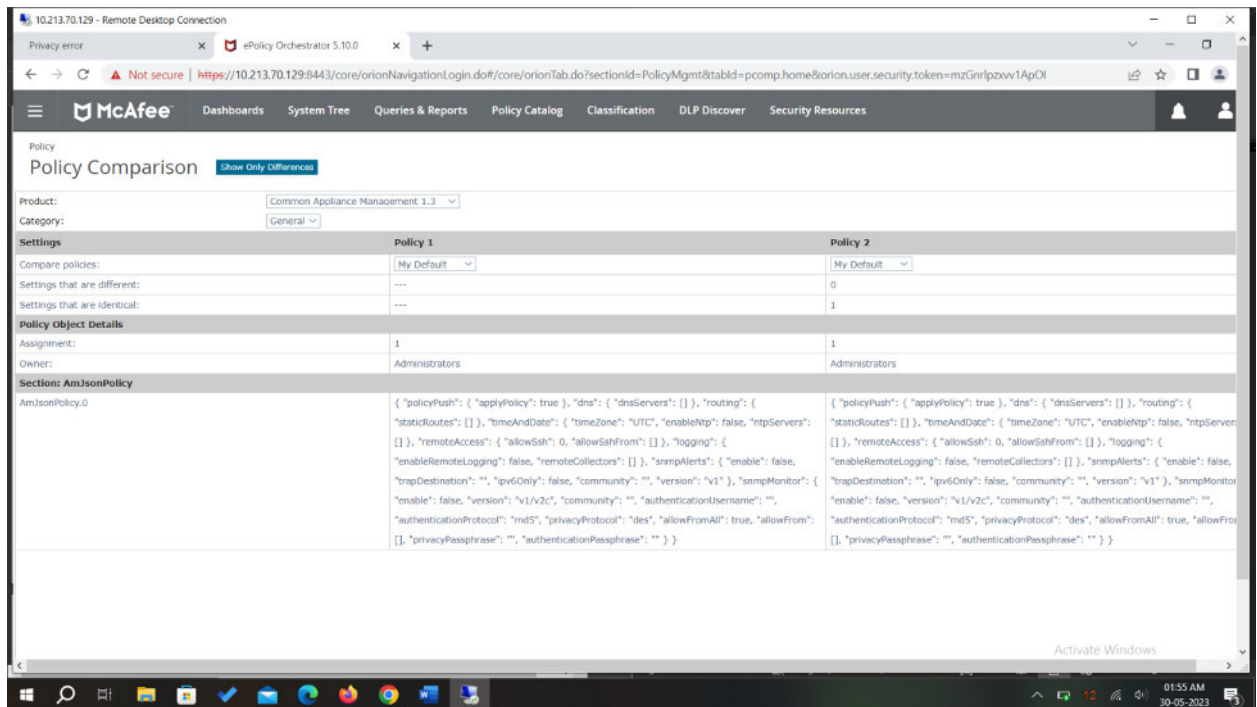 10.213.70.129 - Remote Desktop Connection
Privacy error
ePolicy Orchestrator 5.10.0
Not secure | https://10.213.70.129:8443/core/orionNavigationLogin.do#/core/orionTab.do?sectionId=PolicyMgmt&tabId=pcomp.home&orion.user.security.token=
McAfee Dashboards System Tree Queries & Reports Policy Catalog Classification DLP Discover Security Resources
Policy
Policy Comparison Show Only Differences
Product: Common Appliance Management 1.3
Category: General
Settings Policy 1 Policy 2
Compare policies: My Default My Default
Settings that are different: --- 0
Settings that are identical: --- 1
Policy Object Details
Assignment: 1 1
Owner: Administrators Administrators
Section: AmJsonPolicy
AmJsonPolicy.0
{ "policyPush": { "applyPolicy": true }, "dns": { "dnsServers": [] }, "routing": {
"staticRoutes": [] }, "timeAndDate": { "timeZone": "UTC", "enableNtp": false, "ntpServers":
[] }, "remoteAccess": { "allowSsh": 0, "allowSshFrom": [] }, "logging": {
"enableRemoteLogging": false, "remoteCollectors": [] }, "snmpAlerts": { "enable": false,
"trapDestination": "", "ipv6Only": false, "community": "", "version": "v1" }, "snmpMonitor": {
"enable": false, "version": "v1/v2c", "community": "", "authenticationUsername": "",
"authenticationProtocol": "md5", "privacyProtocol": "des", "allowFromAll": true, "allowFrom":
[], "privacyPassphrase": "", "authenticationPassphrase": "" } }
{ "policyPush": { "applyPolicy": true }, "dns": { "dnsServers": [] }, "routing": {
"staticRoutes": [] }, "timeAndDate": { "timeZone": "UTC", "enableNtp": false, "ntpServers
[] }, "remoteAccess": { "allowSsh": 0, "allowSshFrom": [] }, "logging": {
"enableRemoteLogging": false, "remoteCollectors": [] }, "snmpAlerts": { "enable": false,
"trapDestination": "", "ipv6Only": false, "community": "", "version": "v1" }, "snmpMonitor
"enable": false, "version": "v1/v2c", "community": "", "authenticationUsername": "",
"authenticationProtocol": "md5", "privacyProtocol": "des", "allowFromAll": true, "allowFro
[], "privacyPassphrase": "", "authenticationPassphrase": "" } }
Activate Windows
12
01:55 AM
30-05-2023
3